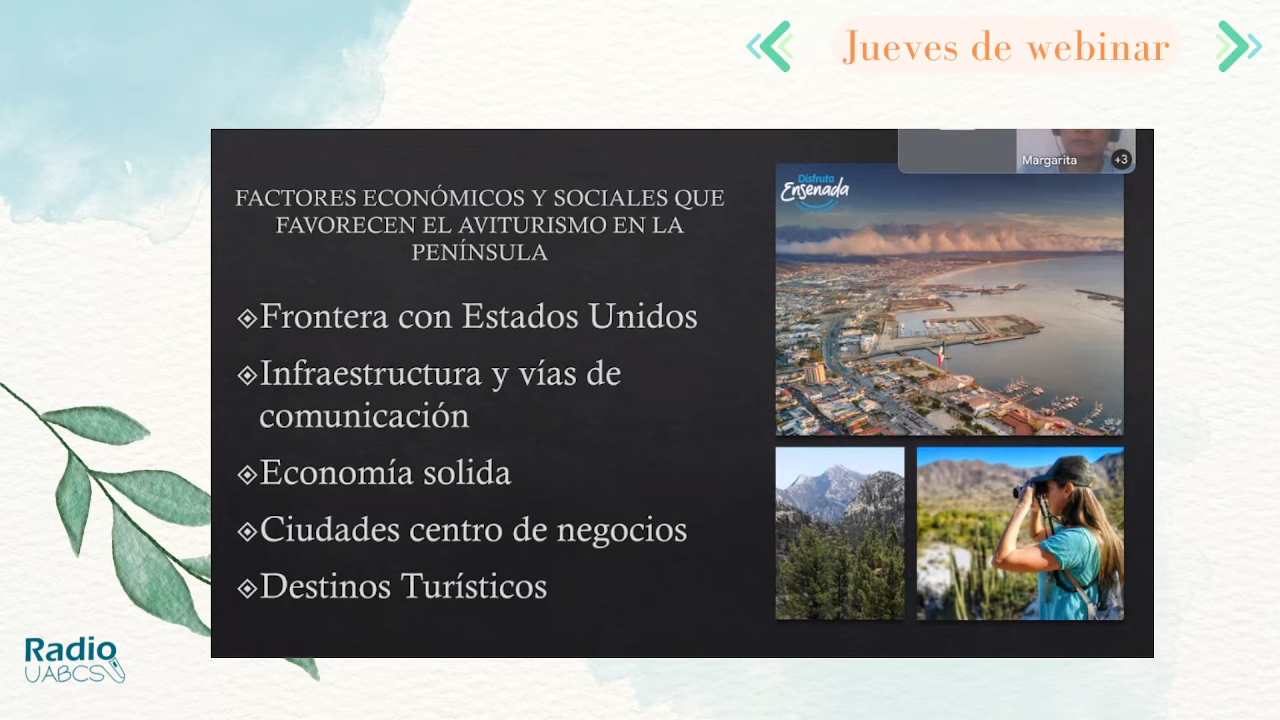 Jueves de webinar
Margarita
+3
Disfruta
Ensenada
FACTORES ECONÓMICOS Y SOCIALES QUE
FAVORECEN EL AVITURISMO EN LA
PENÍNSULA
Frontera con Estados Unidos
Infraestructura y vías de
comunicación
Economía solida
Ciudades centro de negocios
Destinos Turísticos
Radio
UABCS